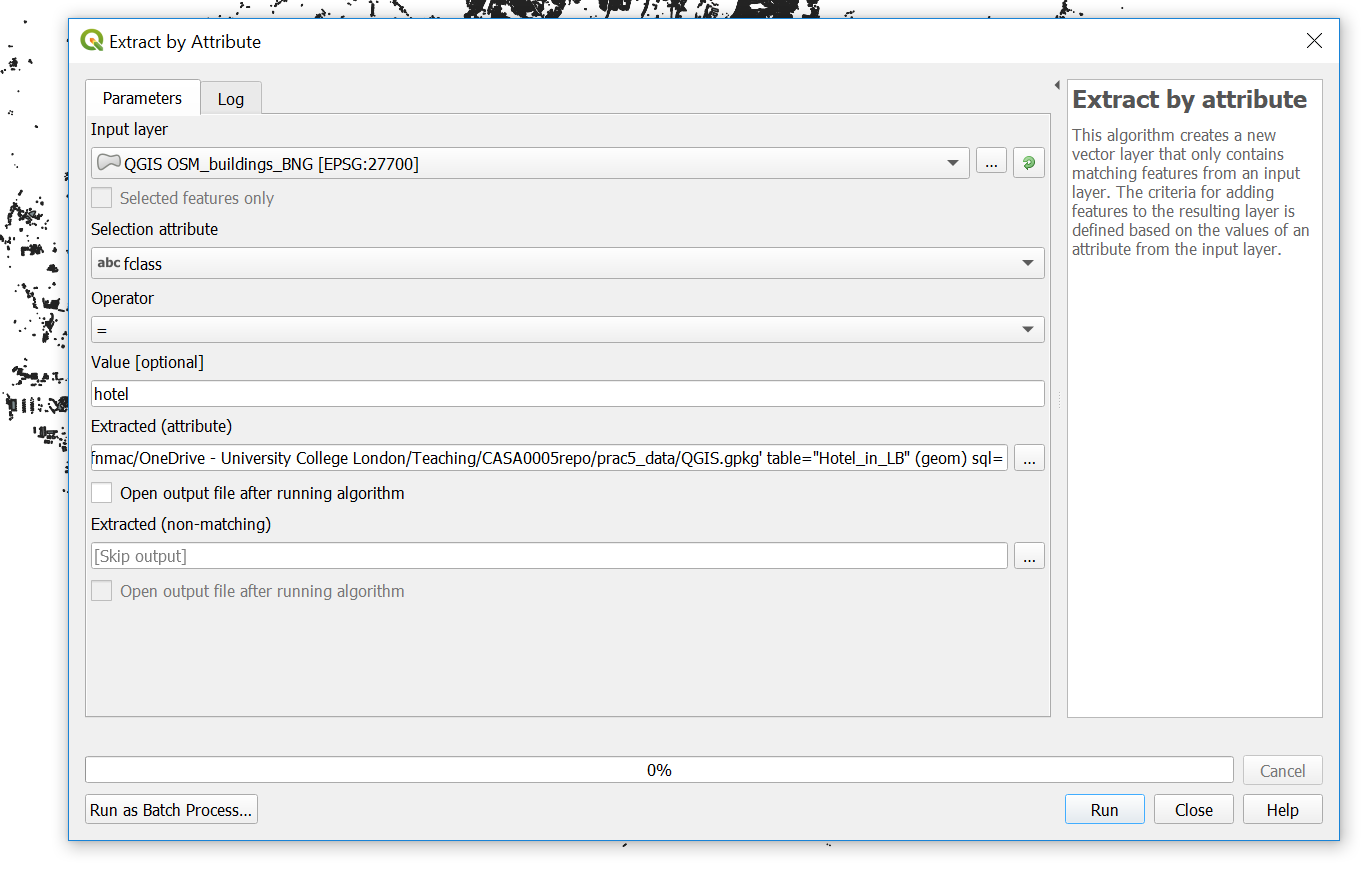 Extract by Attribute
Parameters
Log
Input layer
QGIS OSM_buildings_BNG [EPSG:27700]
...
Selected features only
Selection attribute
abc fclass
Operator
=
Value [optional]
hotel
Extracted (attribute)
fnmac/OneDrive - University College London/Teaching/CASA0005repo/prac5_data/QGIS.gpkg' table="Hotel_in_LB" (geom) sql=
...
Open output file after running algorithm
Extracted (non-matching)
[Skip output]
...
Open output file after running algorithm
Extract by attribute
This algorithm creates a new
vector layer that only contains
matching features from an input
layer. The criteria for adding
features to the resulting layer is
defined based on the values of an
attribute from the input layer.
0%
Cancel
Run as Batch Process...
Run
Close
Help